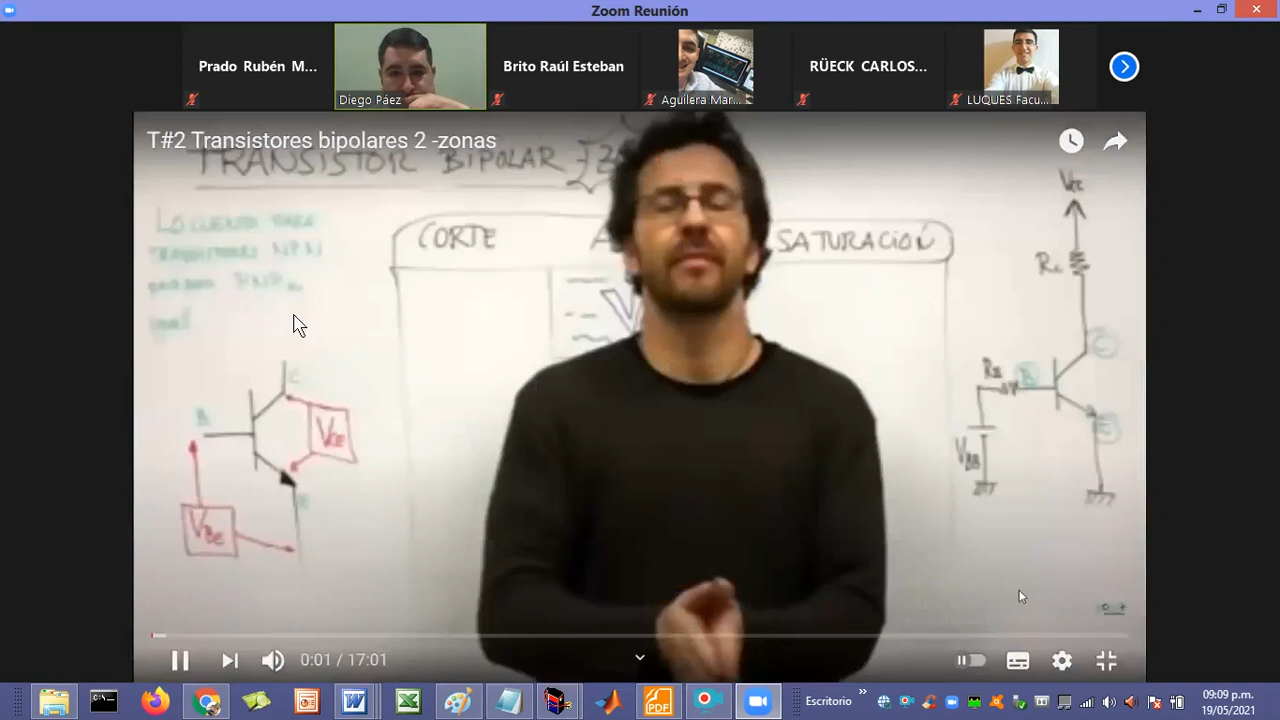 Zoom Reunión
Prado Rubén M...
Diego Páez
Brito Raúl Esteban
Aguilera Mar...
RÜECK CARLOS...
LUQUES Facu...
T#2 Transistores bipolares 2 -zonas
TRANSISTOR BIPOLAR
CORTE
SATURACIÓN
VCC
RC
C
RB
B
E
VBB
C
B
VCE
VBE
0:01 / 17:01
W
PDF
Escritorio
09:09 p.m.
19/05/2021